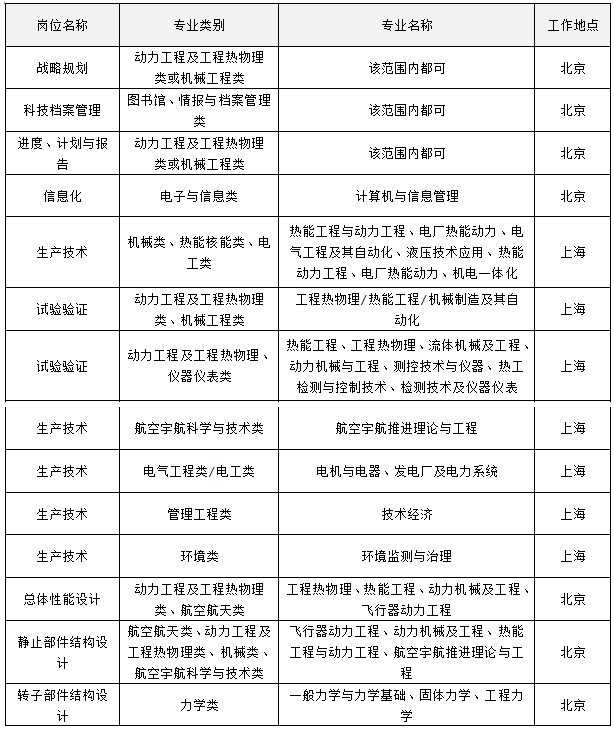 岗位名称 专业类别 专业名称 工作地点
战略规划 动力工程及工程热物理 该范围内都可 北京
类或机械工程类
科技档案管理 图书馆、情报与档案管理 该范围内都可 北京
类
进度、计划与报 动力工程及工程热物理 该范围内都可 北京
告 类或机械工程类
信息化 电子与信息类 计算机与信息管理 北京
生产技术 机械类、热能核能类、电 热能工程与动力工程、电厂热能动力、电 上海
工类 气工程及其自动化、液压技术应用、热能
动力工程、电厂热能动力、机电一体化
试验验证 动力工程及工程热物理 工程热物理/热能工程/机械制造及其自 上海
类、机械工程类 动化
试验验证 动力工程及工程热物理、 热能工程、工程热物理、流体机械及工程、 上海
仪器仪表类 动力机械与工程、测控技术与仪器、热工
检测与控制技术、检测技术及仪器仪表
生产技术 航空宇航科学与技术类 航空宇航推进理论与工程 上海
生产技术 电气工程类/电工类 电机与电器、发电厂及电力系统 上海
生产技术 管理工程类 技术经济 上海
生产技术 环境类 环境监测与治理 上海
总体性能设计 动力工程及工程热物理 工程热物理、热能工程、动力机械及工程、 北京
类、航空航天类 飞行器动力工程
静止部件结构设 航空航天类、动力工程及 飞行器动力工程、动力机械及工程、热能 北京
计 工程热物理类、机械类、 工程与动力工程、航空宇航推进理论与工
航空宇航科学与技术类 程
转子部件结构设 力学类 一般力学与力学基础、固体力学、工程力 北京
计 学